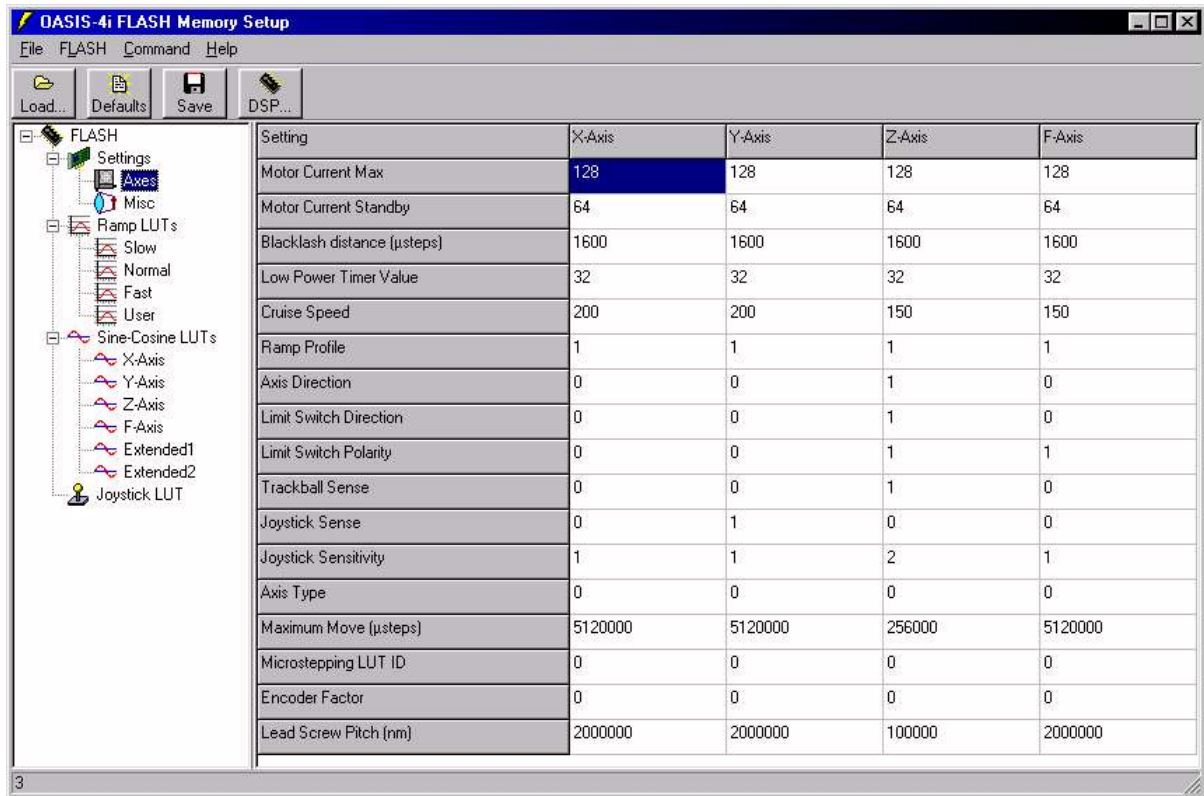 OASIS-4i FLASH Memory Setup
File FLASH Command Help
Load... Defaults Save DSP...
FLASH
Settings
Axes
Misc
Ramp LUTs
Slow
Normal
Fast
User
Sine-Cosine LUTs
X-Axis
Y-Axis
Z-Axis
F-Axis
Extended1
Extended2
Joystick LUT
Setting X-Axis Y-Axis Z-Axis F-Axis
Motor Current Max 128 128 128 128
Motor Current Standby 64 64 64 64
Blacklash distance (µsteps) 1600 1600 1600 1600
Low Power Timer Value 32 32 32 32
Cruise Speed 200 200 150 150
Ramp Profile 1 1 1 1
Axis Direction 0 0 1 0
Limit Switch Direction 0 0 1 0
Limit Switch Polarity 0 0 1 1
Trackball Sense 0 0 1 0
Joystick Sense 0 1 0 0
Joystick Sensitivity 1 1 2 1
Axis Type 0 0 0 0
Maximum Move (µsteps) 5120000 5120000 256000 5120000
Microstepping LUT ID 0 0 0 0
Encoder Factor 0 0 0 0
Lead Screw Pitch (nm) 2000000 2000000 100000 2000000
3